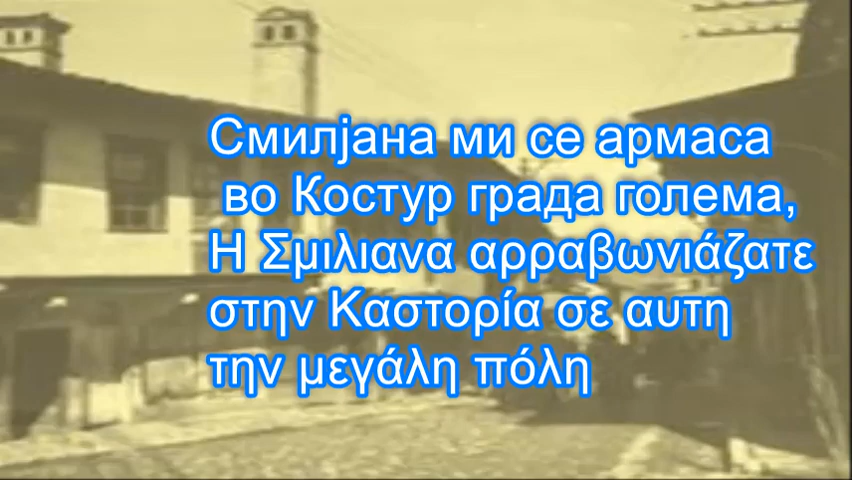 Смилјана ми се армаса
во Костур града голема,
Η Σμιλιανα αρραβωνιάζατε
στην Καστορία σε αυτη
την μεγάλη πόλη